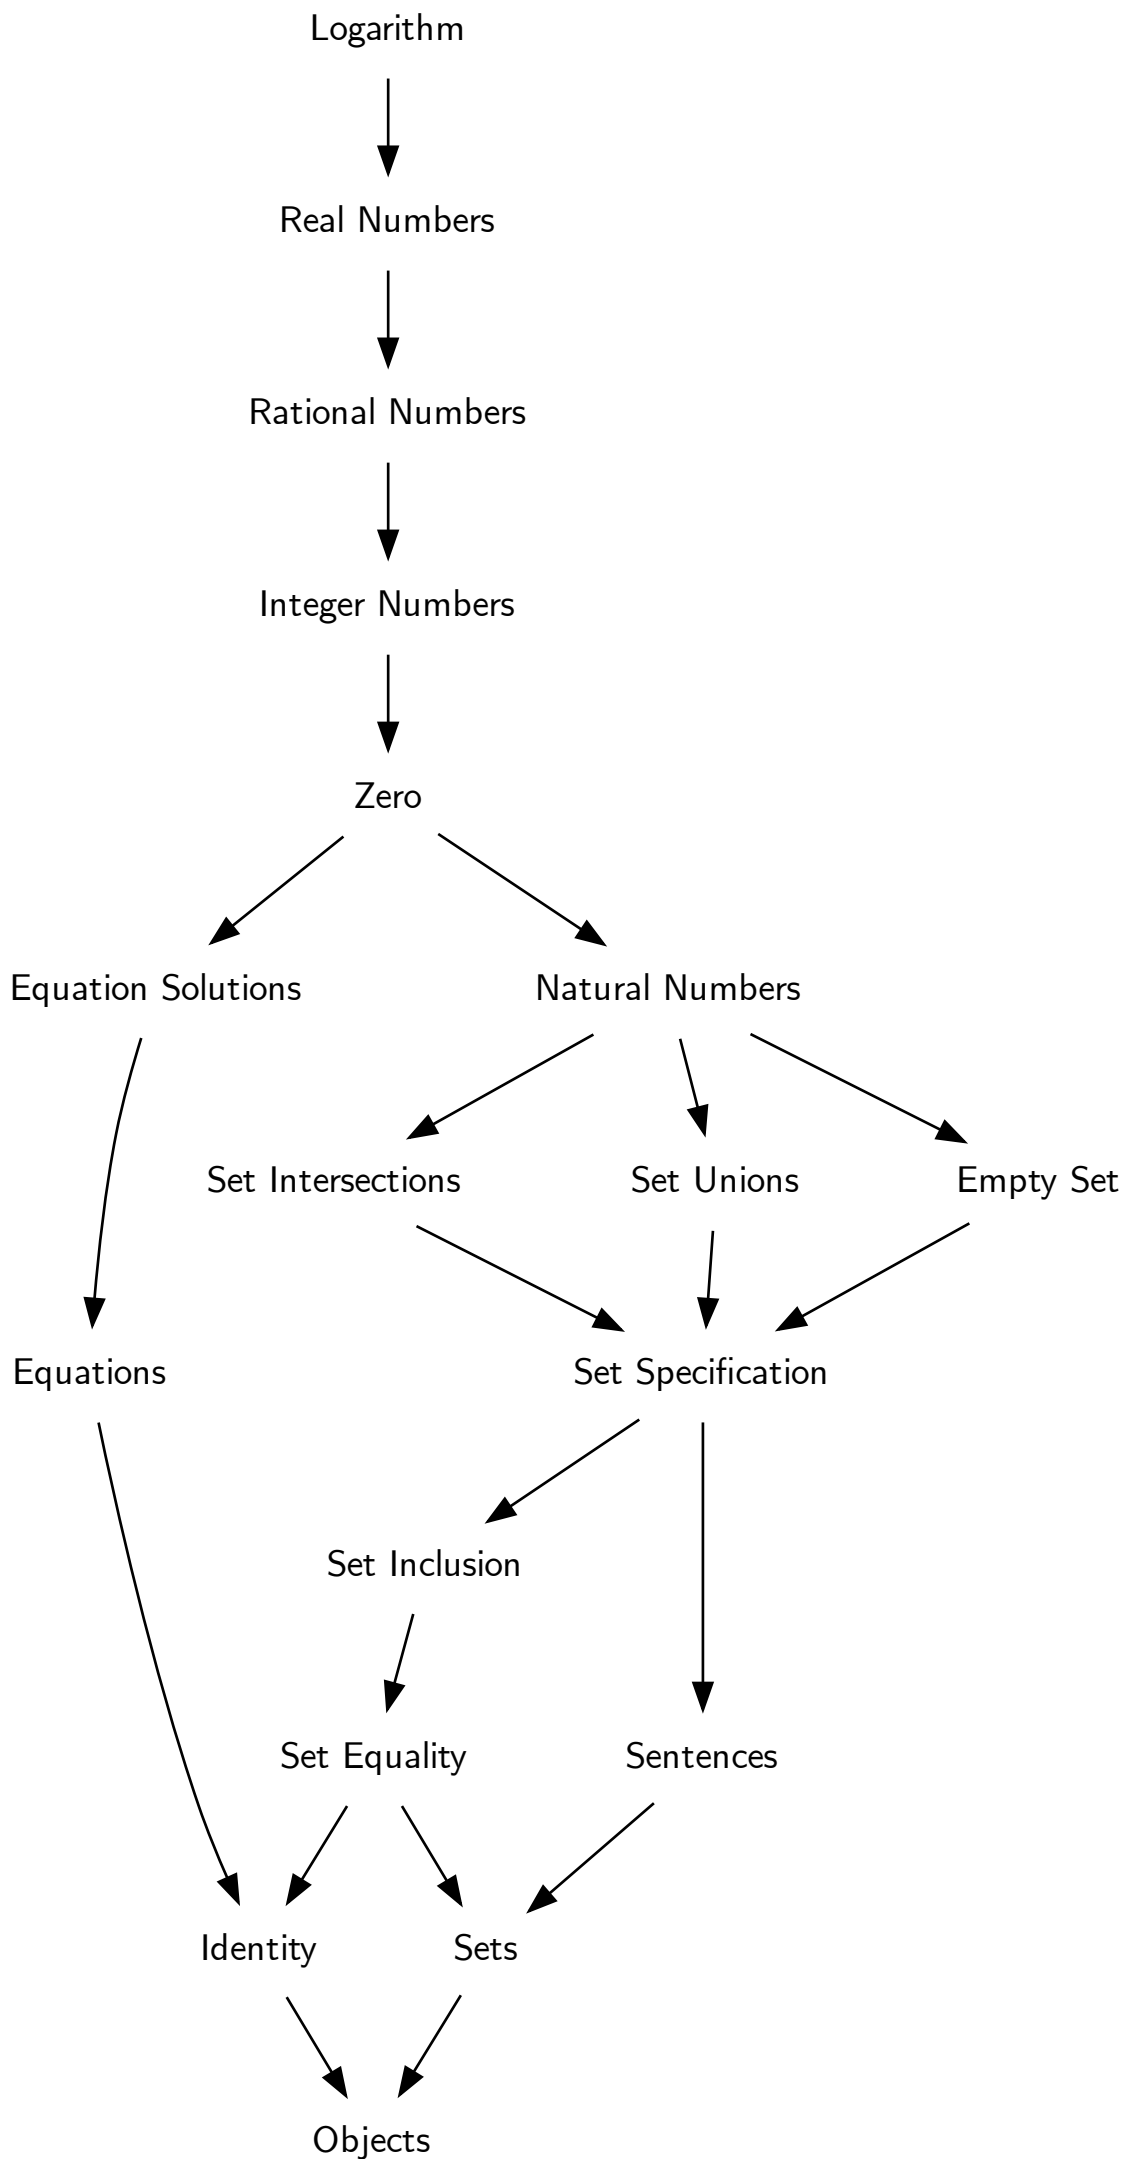 Logarithm
Real Numbers
Rational Numbers
Integer Numbers
Zero
Equation Solutions
Natural Numbers
Set Intersections
Set Unions
Empty Set
Equations
Set Specification
Set Inclusion
Set Equality
Sentences
Identity
Sets
Objects